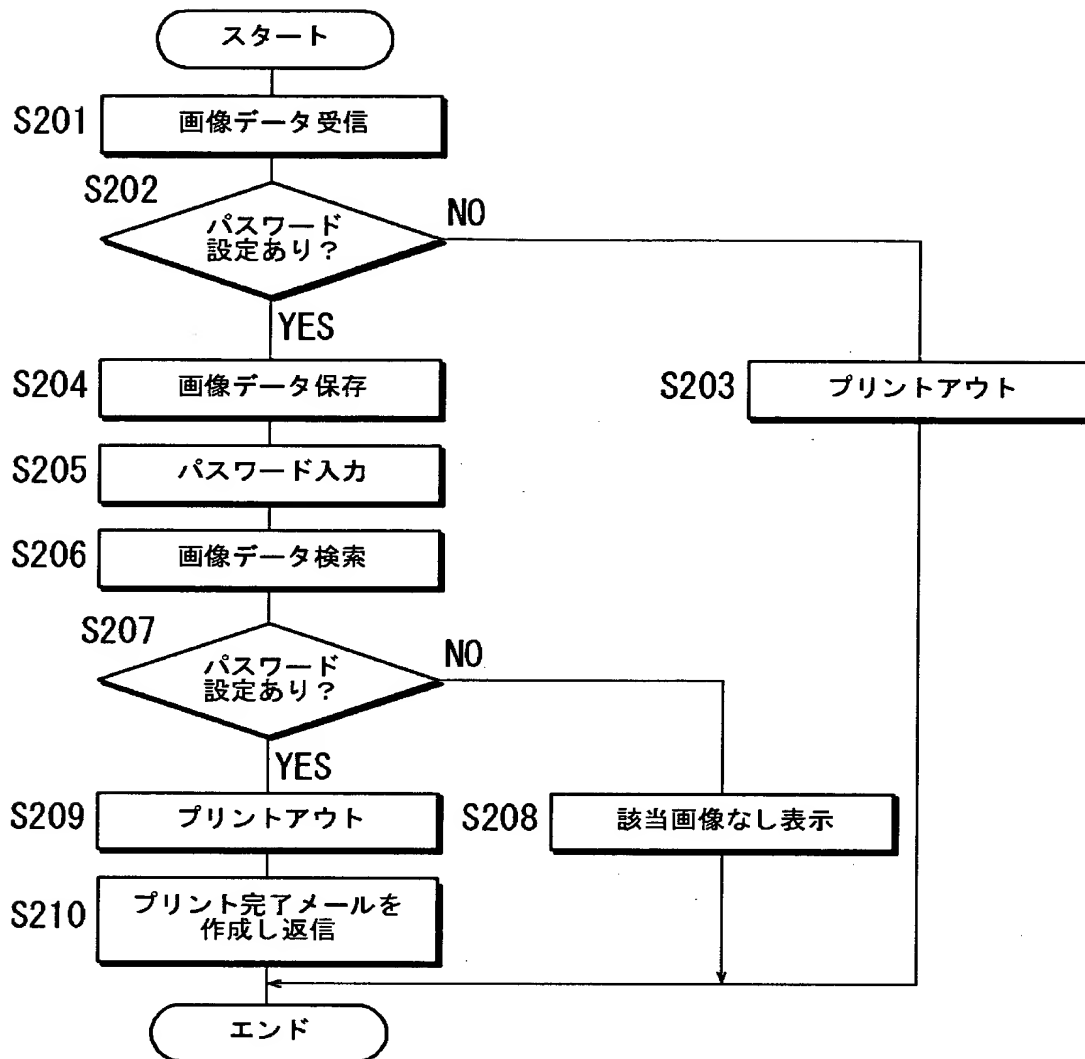 スタート
S201
画像データ受信
S202
パスワード
設定あり？
NO
YES
S204
画像データ保存
S203
プリントアウト
S205
パスワード入力
S206
画像データ検索
S207
パスワード
設定あり？
NO
YES
S209
プリントアウト
S208
該当画像なし表示
S210
プリント完了メールを
作成し返信
エンド